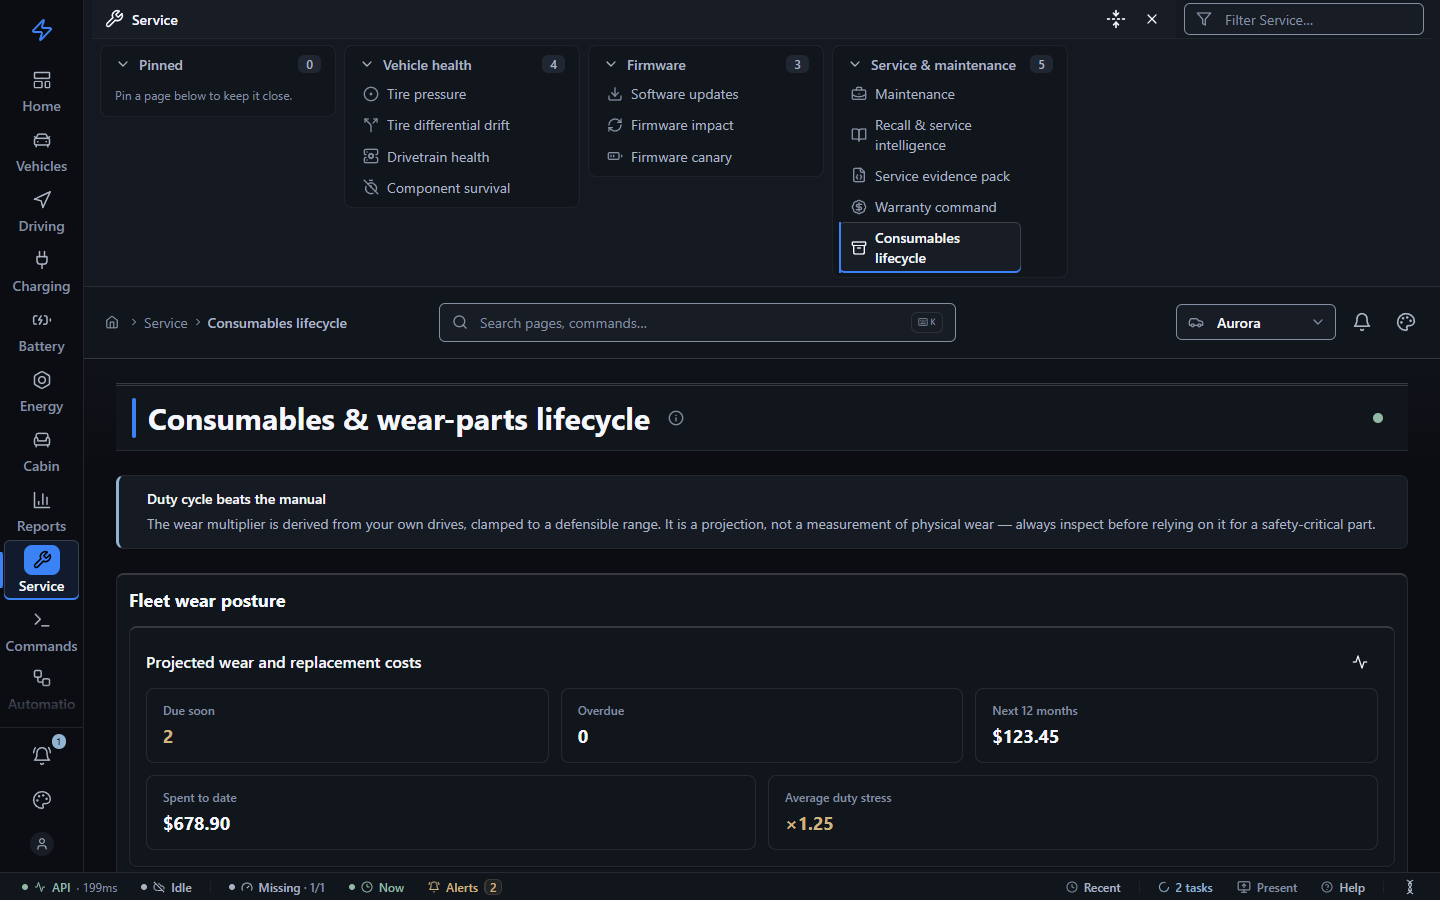 Service
Filter Service...
Home
Vehicles
Driving
Charging
Battery
Energy
Cabin
Reports
Service
Commands
Automatio
1
Pinned 0
Pin a page below to keep it close.
Vehicle health 4
Tire pressure
Tire differential drift
Drivetrain health
Component survival
Firmware 3
Software updates
Firmware impact
Firmware canary
Service & maintenance 5
Maintenance
Recall & service
intelligence
Service evidence pack
Warranty command
Consumables
lifecycle
Service Consumables lifecycle
Search pages, commands... K
Aurora
Consumables & wear-parts lifecycle
Duty cycle beats the manual
The wear multiplier is derived from your own drives, clamped to a defensible range. It is a projection, not a measurement of physical wear — always inspect before relying on it for a safety-critical part.
Fleet wear posture
Projected wear and replacement costs
Due soon
2
Overdue
0
Next 12 months
$123.45
Spent to date
$678.90
Average duty stress
×1.25
API · 199ms
Idle
Missing · 1/1
Now
Alerts 2
Recent
2 tasks
Present
Help